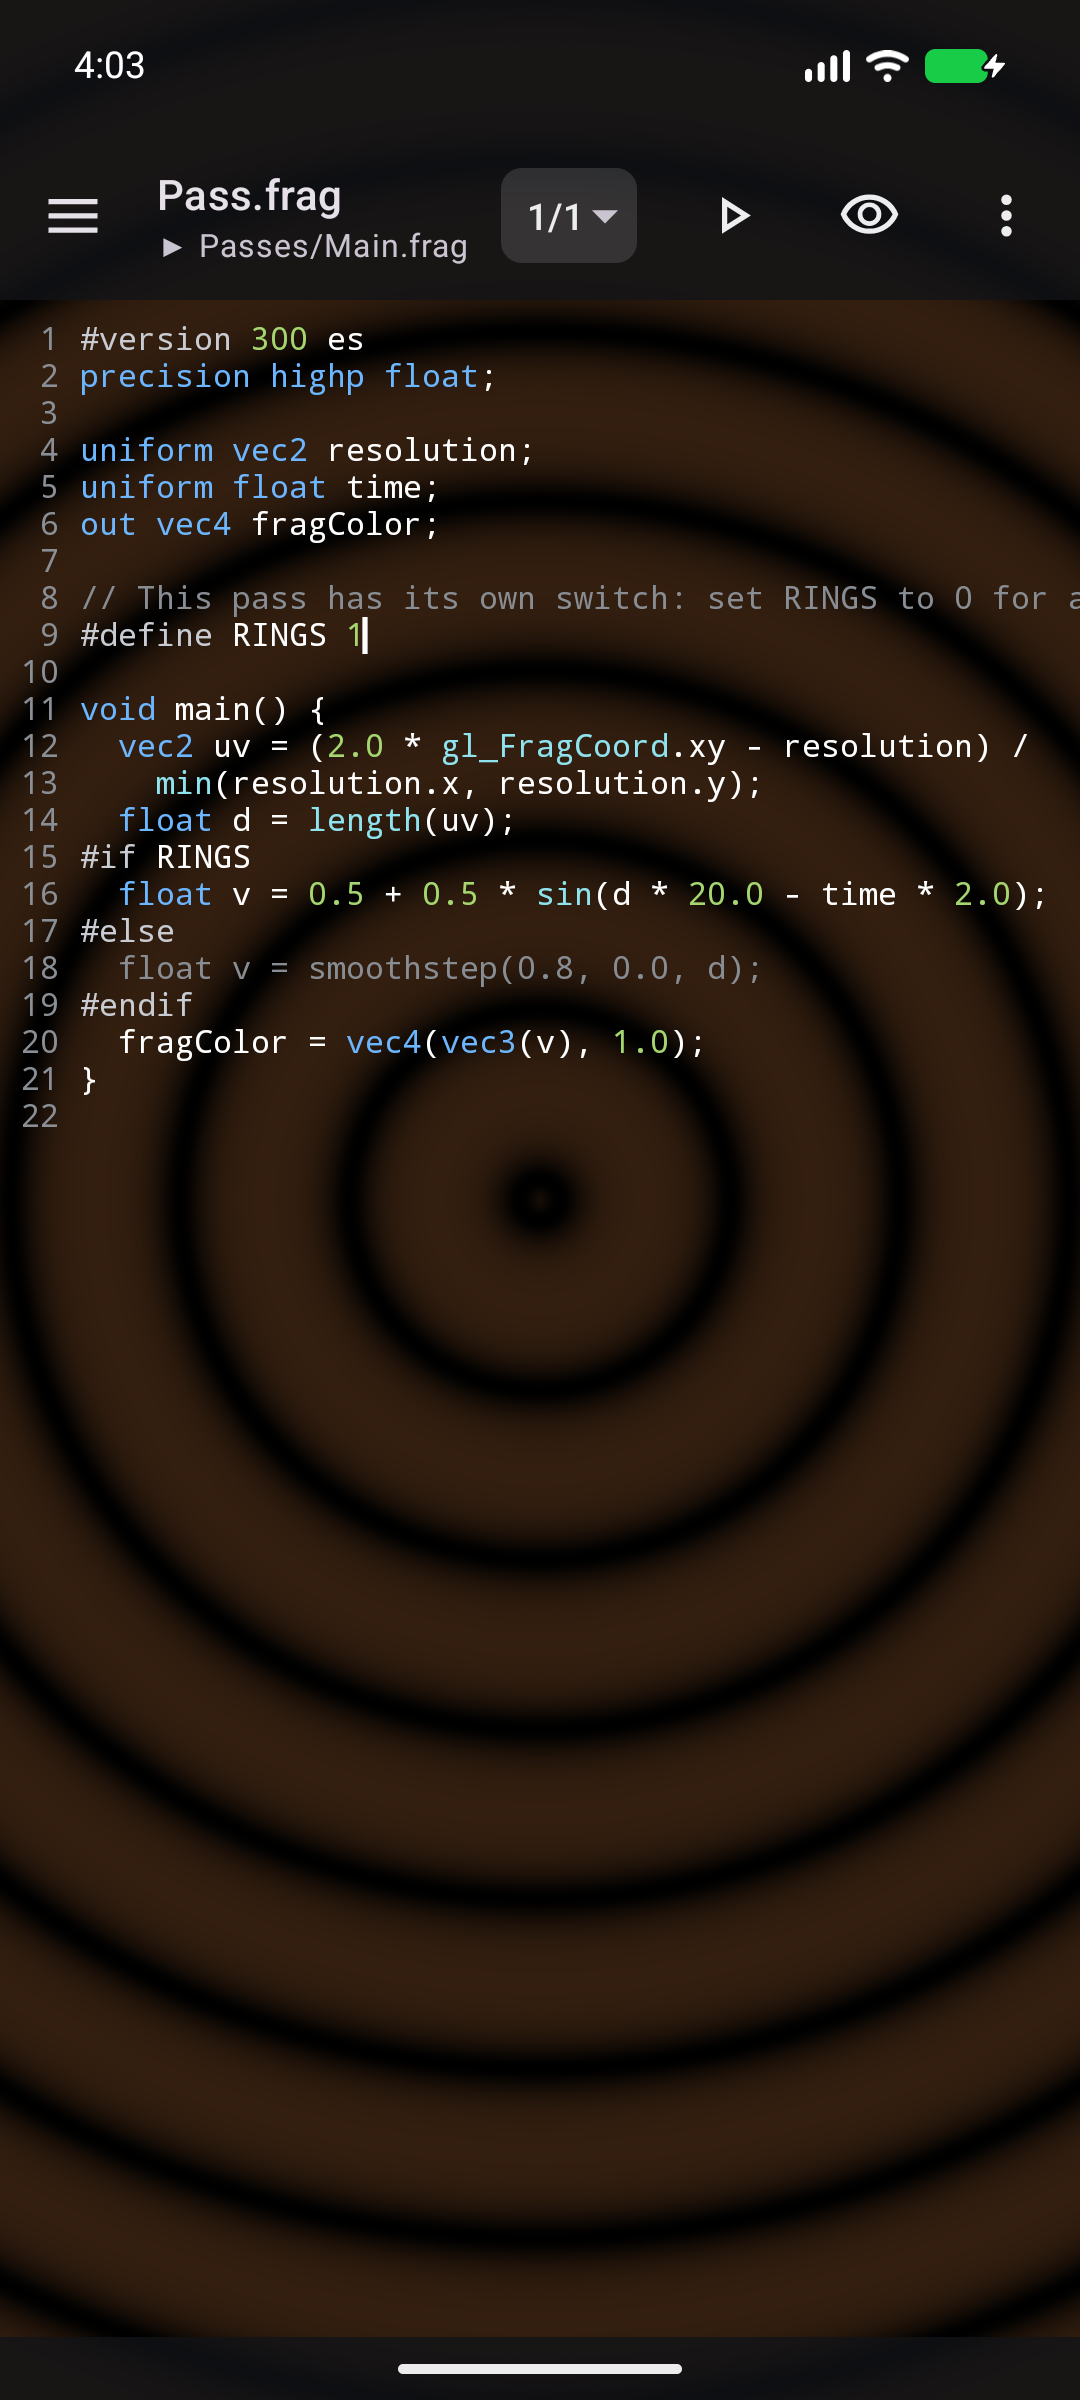 4:03
Pass.frag
► Passes/Main.frag
1/1
1 #version 300 es
2 precision highp float;
3
4 uniform vec2 resolution;
5 uniform float time;
6 out vec4 fragColor;
7
8 // This pass has its own switch: set RINGS to 0 for a
9 #define RINGS 1
10
11 void main() {
12   vec2 uv = (2.0 * gl_FragCoord.xy - resolution) /
13     min(resolution.x, resolution.y);
14   float d = length(uv);
15 #if RINGS
16   float v = 0.5 + 0.5 * sin(d * 20.0 - time * 2.0);
17 #else
18   float v = smoothstep(0.8, 0.0, d);
19 #endif
20   fragColor = vec4(vec3(v), 1.0);
21 }
22